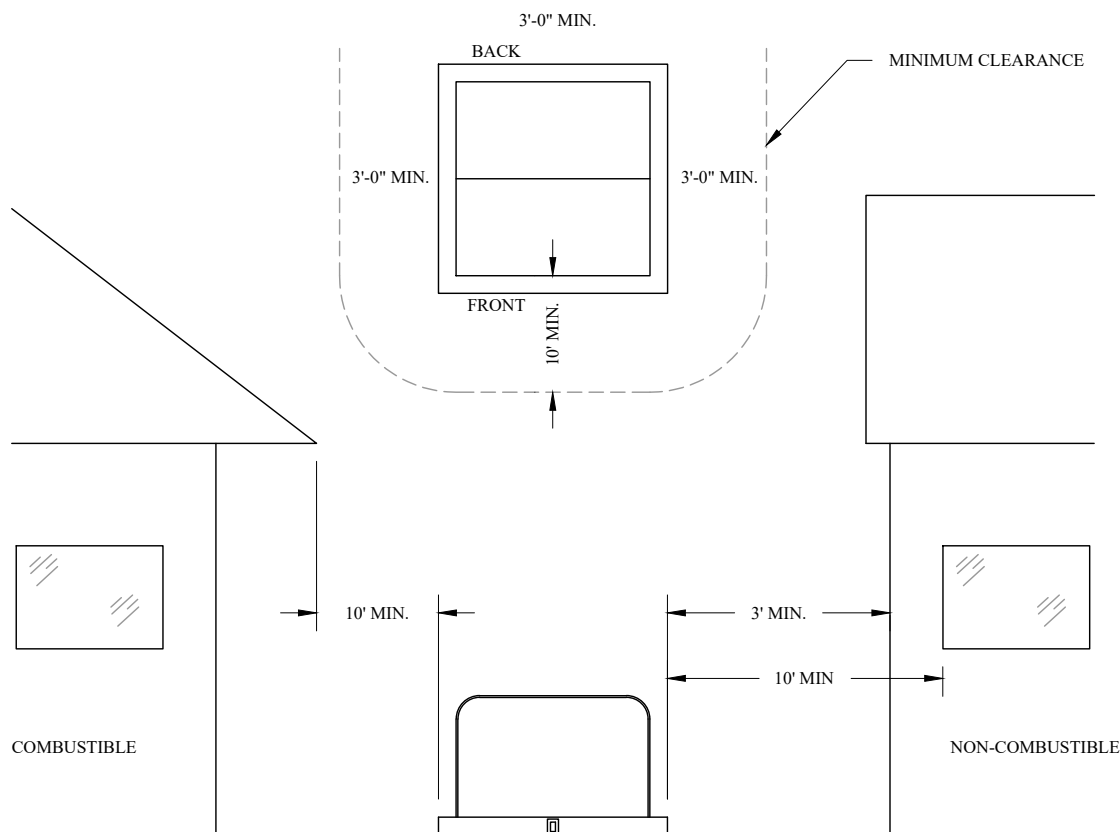 3'-0" MIN.
BACK
MINIMUM CLEARANCE
3'-0" MIN.
3'-0" MIN.
FRONT
10' MIN.
10' MIN.
3' MIN.
10' MIN
COMBUSTIBLE
NON-COMBUSTIBLE